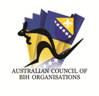 AUSTRALIAN COUNCIL OF
BIH ORGANISATIONS